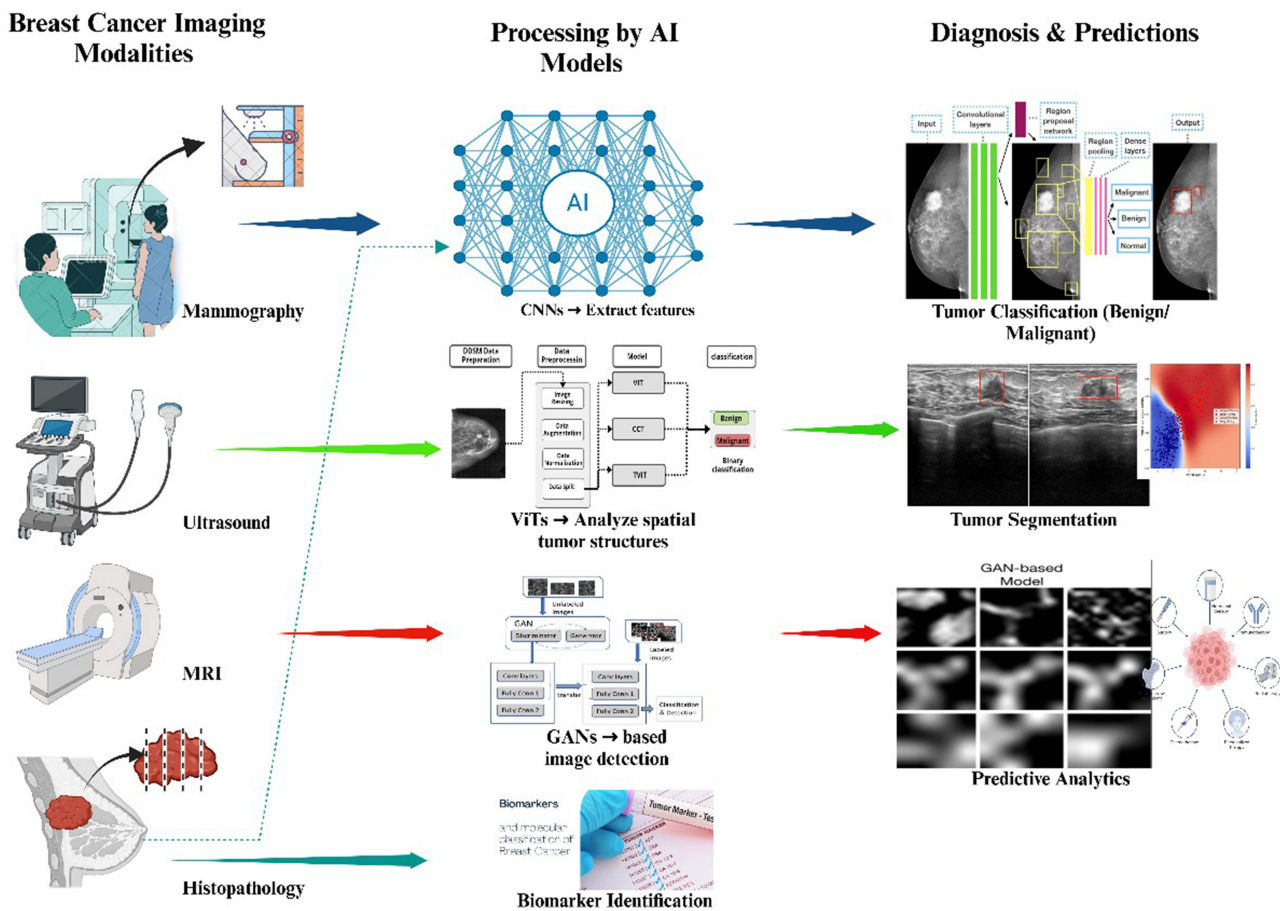 Breast Cancer Imaging
Modalities
Processing by AI
Models
Diagnosis & Predictions
Mammography
AI
CNNs → Extract features
Input
Convolutional
layers
Region
proposal
network
Region
pooling
Dense
layers
Output
Malignant
Benign
Normal
Tumor Classification (Benign/
Malignant)
Ultrasound
DDSM Data
Preparation
Data
Preprocessin
Model
classification
Image
Resizing
Data
Augmentation
Data
Normalization
Data Split
VIT
CCT
TVIT
Benign
Malignant
Binary
classification
ViTs → Analyze spatial
tumor structures
Tumor Segmentation
MRI
Unlabeled
images
GAN
Discriminator
Generator
Labeled
images
Conv layers
Fully Conn 1
Fully Conn 2
transfer
Conv layers
Fully Conn 1
Fully Conn 2
Classification
& Detection
GANs → based
image detection
GAN-based
Model
Predictive Analytics
Histopathology
Biomarkers
and molecular
classification of
Breast Cancer
Tumor Marker - Tes
Biomarker Identification